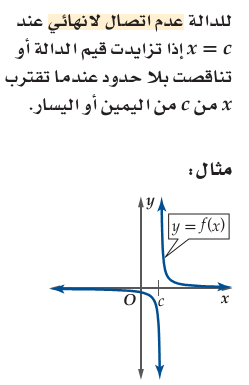 للدالة عدم اتصال لانهائي عند
x = c إذا تزايدت قيم الدالة أو
تناقصت بلا حدود عندما تقترب
x من c من اليمين أو اليسار.
مثال:
y
y = f(x)
O
c
x